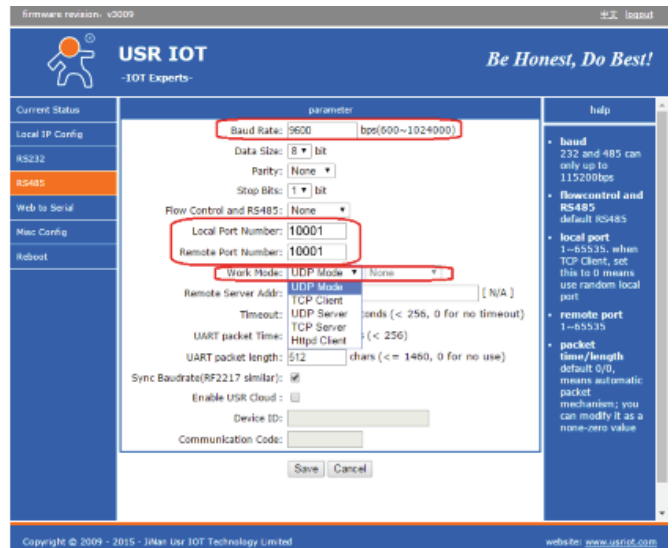 firmware revision: v3009
中文 logout
USR IOT
-IOT Experts-
Be Honest, Do Best!
Current Status
Local IP Config
RS232
RS485
Web to Serial
Misc Config
Reboot
parameter
Baud Rate: 9600 bps(600~1024000)
Data Size: 8 bit
Parity: None
Stop Bits: 1 bit
Flow Control and RS485: None
Local Port Number: 10001
Remote Port Number: 10001
Work Mode: UDP Mode None
UDP Mode
TCP Client
UDP Server
TCP Server
Httpd Client
Remote Server Addr: [ N/A ]
Timeout: onds (< 256, 0 for no timeout)
UART packet Time: (< 256)
UART packet length: 512 chars (<= 1460, 0 for no use)
Sync Baudrate(RF2217 similar):
Enable USR Cloud :
Device ID:
Communication Code:
Save Cancel
help
baud
232 and 485 can
only up to
115200bps
flowcontrol and
RS485
default RS485
local port
1~65535. when
TCP Client, set
this to 0 means
use random local
port
remote port
1~65535
packet
time/length
default 0/0,
means automatic
packet
mechanism; you
can modify it as a
none-zero value
Copyright © 2009 - 2015 - JiNan Usr IOT Technology Limited
website: www.usriot.com